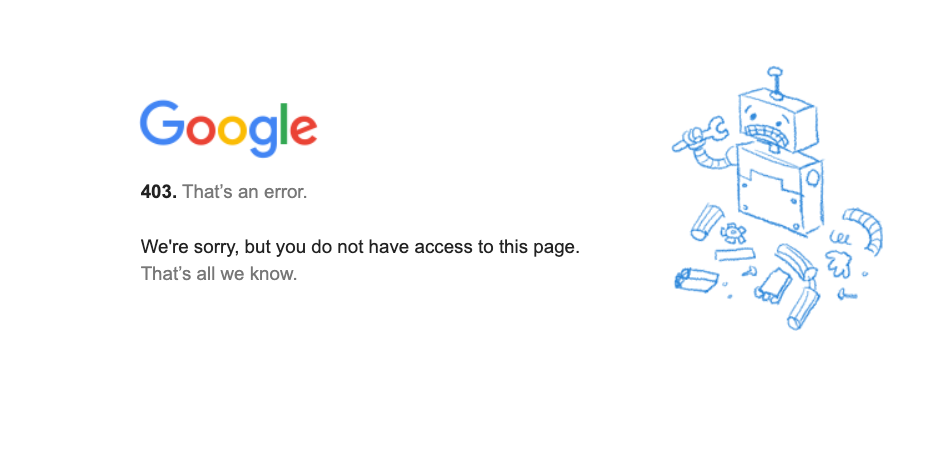 Google
403. That’s an error.
We're sorry, but you do not have access to this page.
That’s all we know.